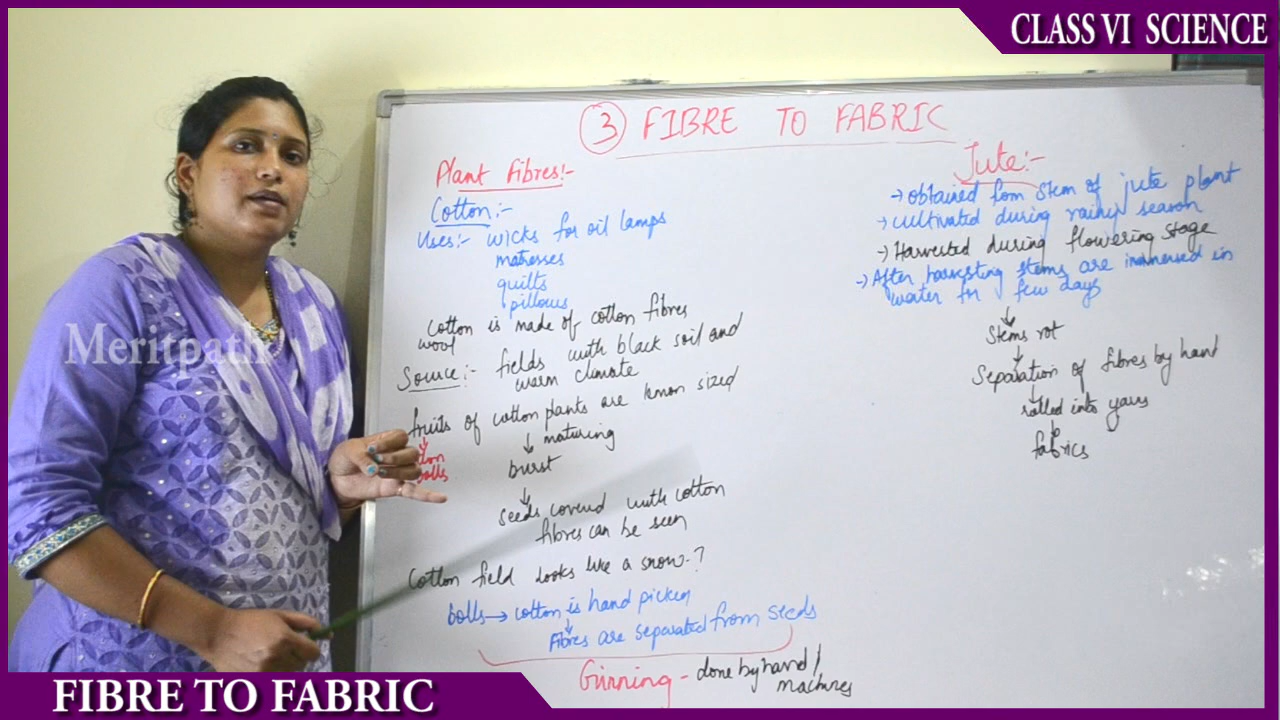 CLASS VI SCIENCE
③ FIBRE TO FABRIC
Plant Fibres:-
Cotton:-
Uses:- wicks for oil lamps
matresses
quilts
pillows
Cotton is made of cotton fibres
wool
Source:- fields with black soil and
warm climate
fruits of cotton plants are lemon sized
↓ ↓ maturing
burst
↓
seeds covered with cotton
fibres can be seen
Cotton field looks like a snow-?
bolls → cotton is hand picked
↓
Fibres are separated from seeds
Ginning - done by hand /
machines
Jute:-
→ obtained from stem of jute plant
→ cultivated during rainy season
→ Harvested during flowering stage
→ After harvesting stems are immersed in
water for few days
↓
Stems rot
↓
Separation of fibres by hand
↓
rolled into yarns
↓
fabrics
Meritpath
FIBRE TO FABRIC